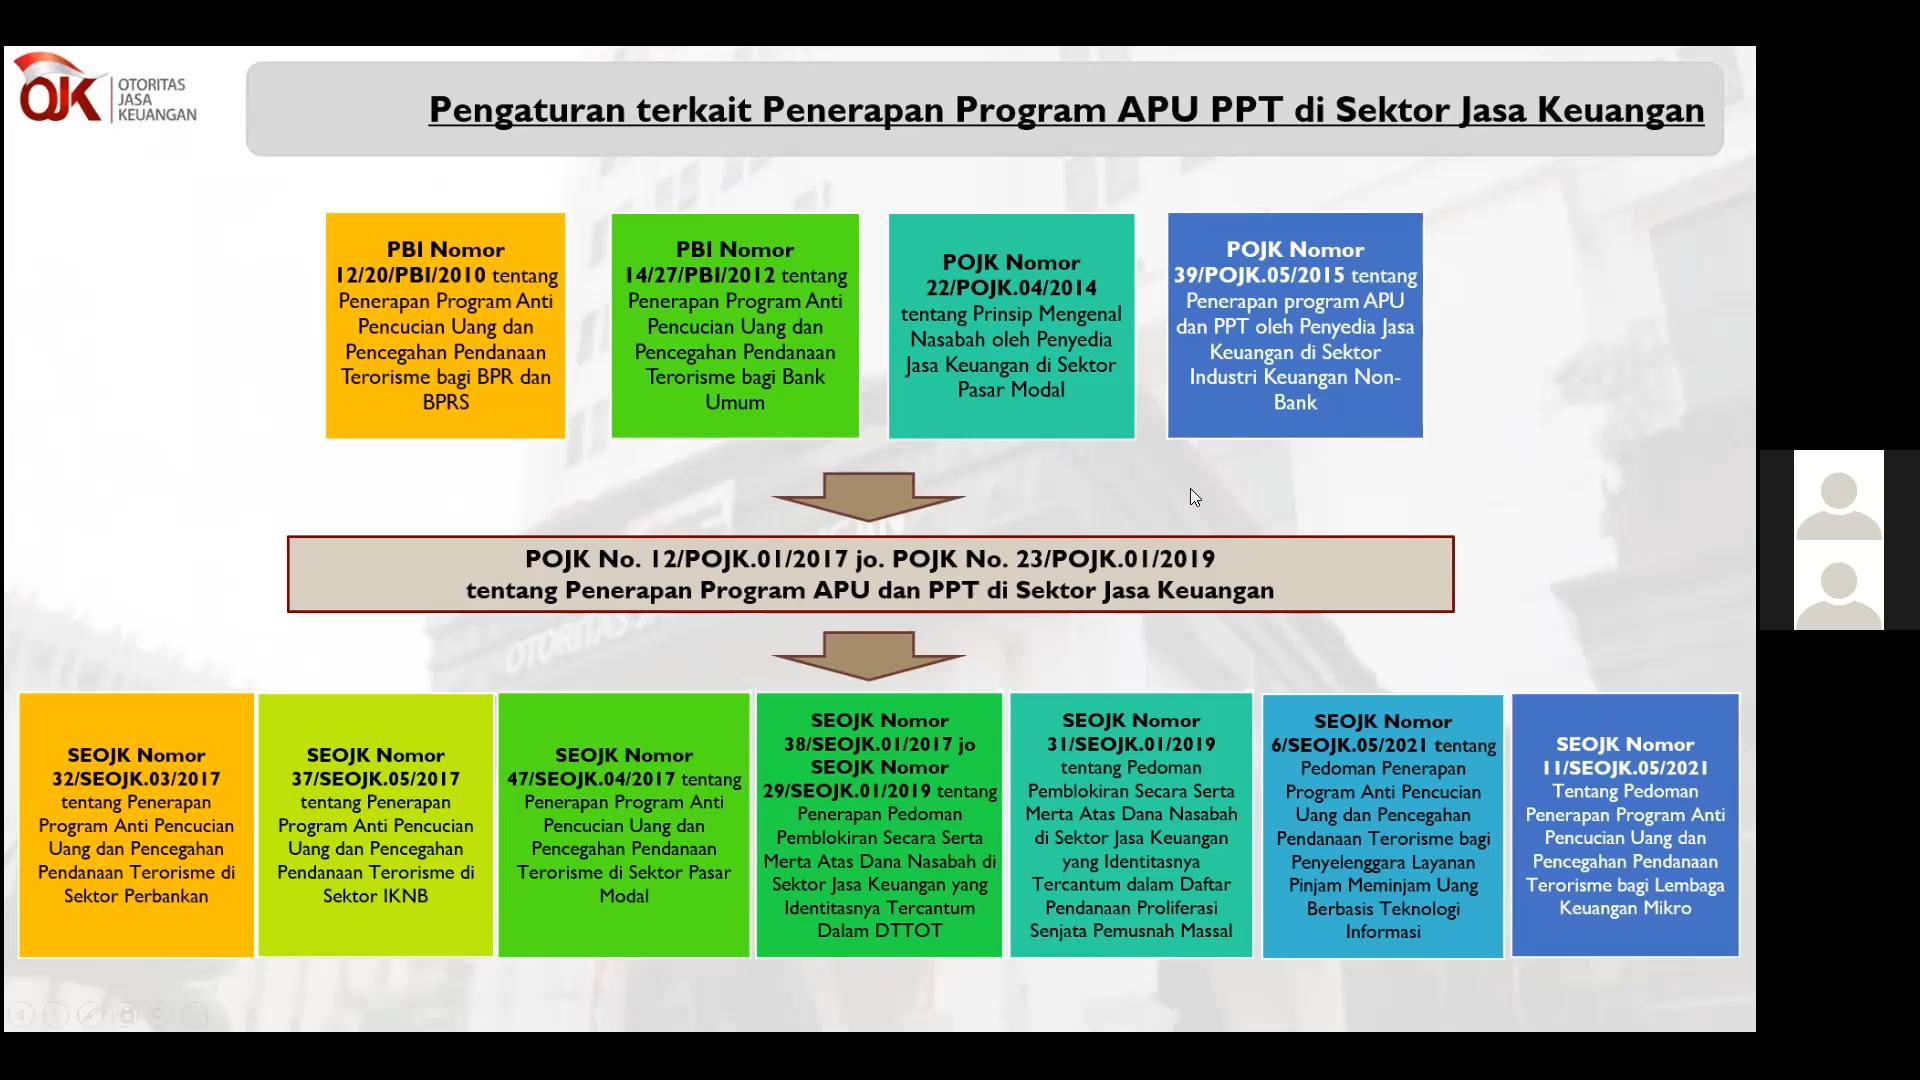 OTORITAS
JASA
KEUANGAN
Pengaturan terkait Penerapan Program APU PPT di Sektor Jasa Keuangan
PBI Nomor
12/20/PBI/2010 tentang
Penerapan Program Anti
Pencucian Uang dan
Pencegahan Pendanaan
Terorisme bagi BPR dan
BPRS
PBI Nomor
14/27/PBI/2012 tentang
Penerapan Program Anti
Pencucian Uang dan
Pencegahan Pendanaan
Terorisme bagi Bank
Umum
POJK Nomor
22/POJK.04/2014
tentang Prinsip Mengenal
Nasabah oleh Penyedia
Jasa Keuangan di Sektor
Pasar Modal
POJK Nomor
39/POJK.05/2015 tentang
Penerapan program APU
dan PPT oleh Penyedia Jasa
Keuangan di Sektor
Industri Keuangan Non-
Bank
POJK No. 12/POJK.01/2017 jo. POJK No. 23/POJK.01/2019
tentang Penerapan Program APU dan PPT di Sektor Jasa Keuangan
SEOJK Nomor
32/SEOJK.03/2017
tentang Penerapan
Program Anti Pencucian
Uang dan Pencegahan
Pendanaan Terorisme di
Sektor Perbankan
SEOJK Nomor
37/SEOJK.05/2017
tentang Penerapan
Program Anti Pencucian
Uang dan Pencegahan
Pendanaan Terorisme di
Sektor IKNB
SEOJK Nomor
47/SEOJK.04/2017 tentang
Penerapan Program Anti
Pencucian Uang dan
Pencegahan Pendanaan
Terorisme di Sektor Pasar
Modal
SEOJK Nomor
38/SEOJK.01/2017 jo
SEOJK Nomor
29/SEOJK.01/2019 tentang
Penerapan Pedoman
Pemblokiran Secara Serta
Merta Atas Dana Nasabah di
Sektor Jasa Keuangan yang
Identitasnya Tercantum
Dalam DTTOT
SEOJK Nomor
31/SEOJK.01/2019
tentang Pedoman
Pemblokiran Secara Serta
Merta Atas Dana Nasabah
di Sektor Jasa Keuangan
yang Identitasnya
Tercantum dalam Daftar
Pendanaan Proliferasi
Senjata Pemusnah Massal
SEOJK Nomor
6/SEOJK.05/2021 tentang
Pedoman Penerapan
Program Anti Pencucian
Uang dan Pencegahan
Pendanaan Terorisme bagi
Penyelenggara Layanan
Pinjam Meminjam Uang
Berbasis Teknologi
Informasi
SEOJK Nomor
11/SEOJK.05/2021
Tentang Pedoman
Penerapan Program Anti
Pencucian Uang dan
Pencegahan Pendanaan
Terorisme bagi Lembaga
Keuangan Mikro